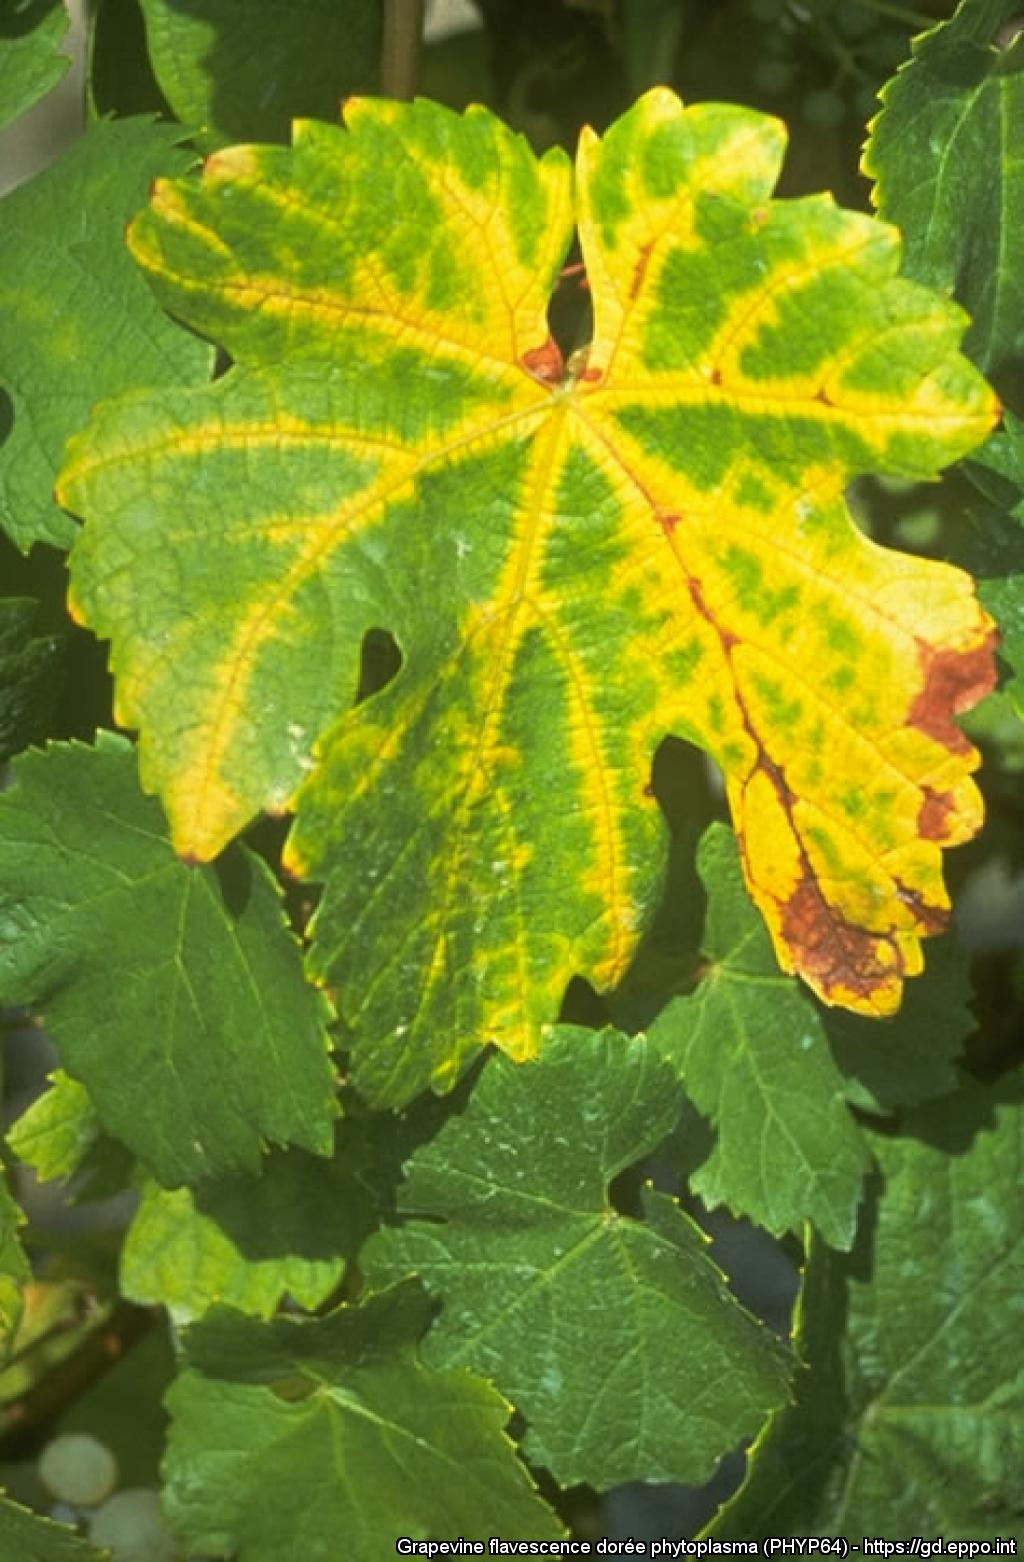 Grapevine flavescence dorée phytoplasma (PHYP64) - https://gd.eppo.int